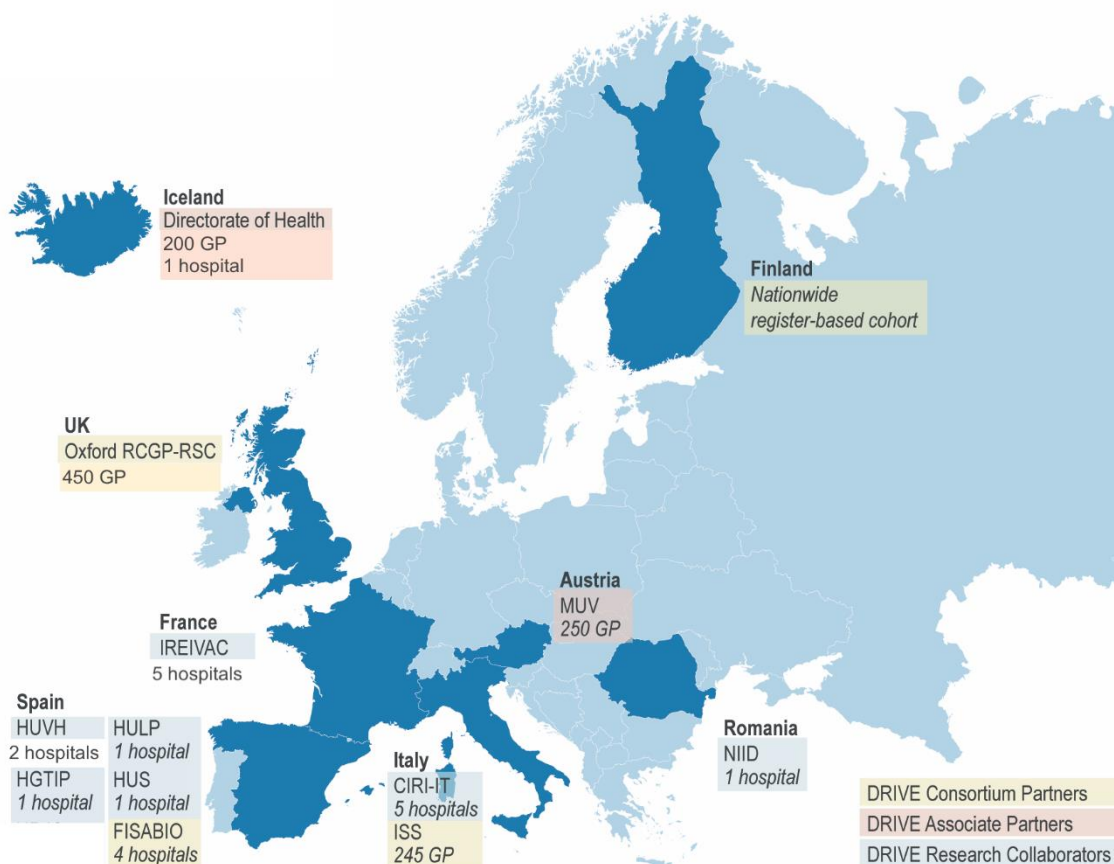 Iceland
Directorate of Health
200 GP
1 hospital
Finland
Nationwide
register-based cohort
UK
Oxford RCGP-RSC
450 GP
Austria
MUV
250 GP
France
IREIVAC
5 hospitals
Spain
HUVH
2 hospitals
HGTIP
1 hospital
HULP
1 hospital
HUS
1 hospital
FISABIO
4 hospitals
Italy
CIRI-IT
5 hospitals
ISS
245 GP
Romania
NIID
1 hospital
DRIVE Consortium Partners
DRIVE Associate Partners
DRIVE Research Collaborators